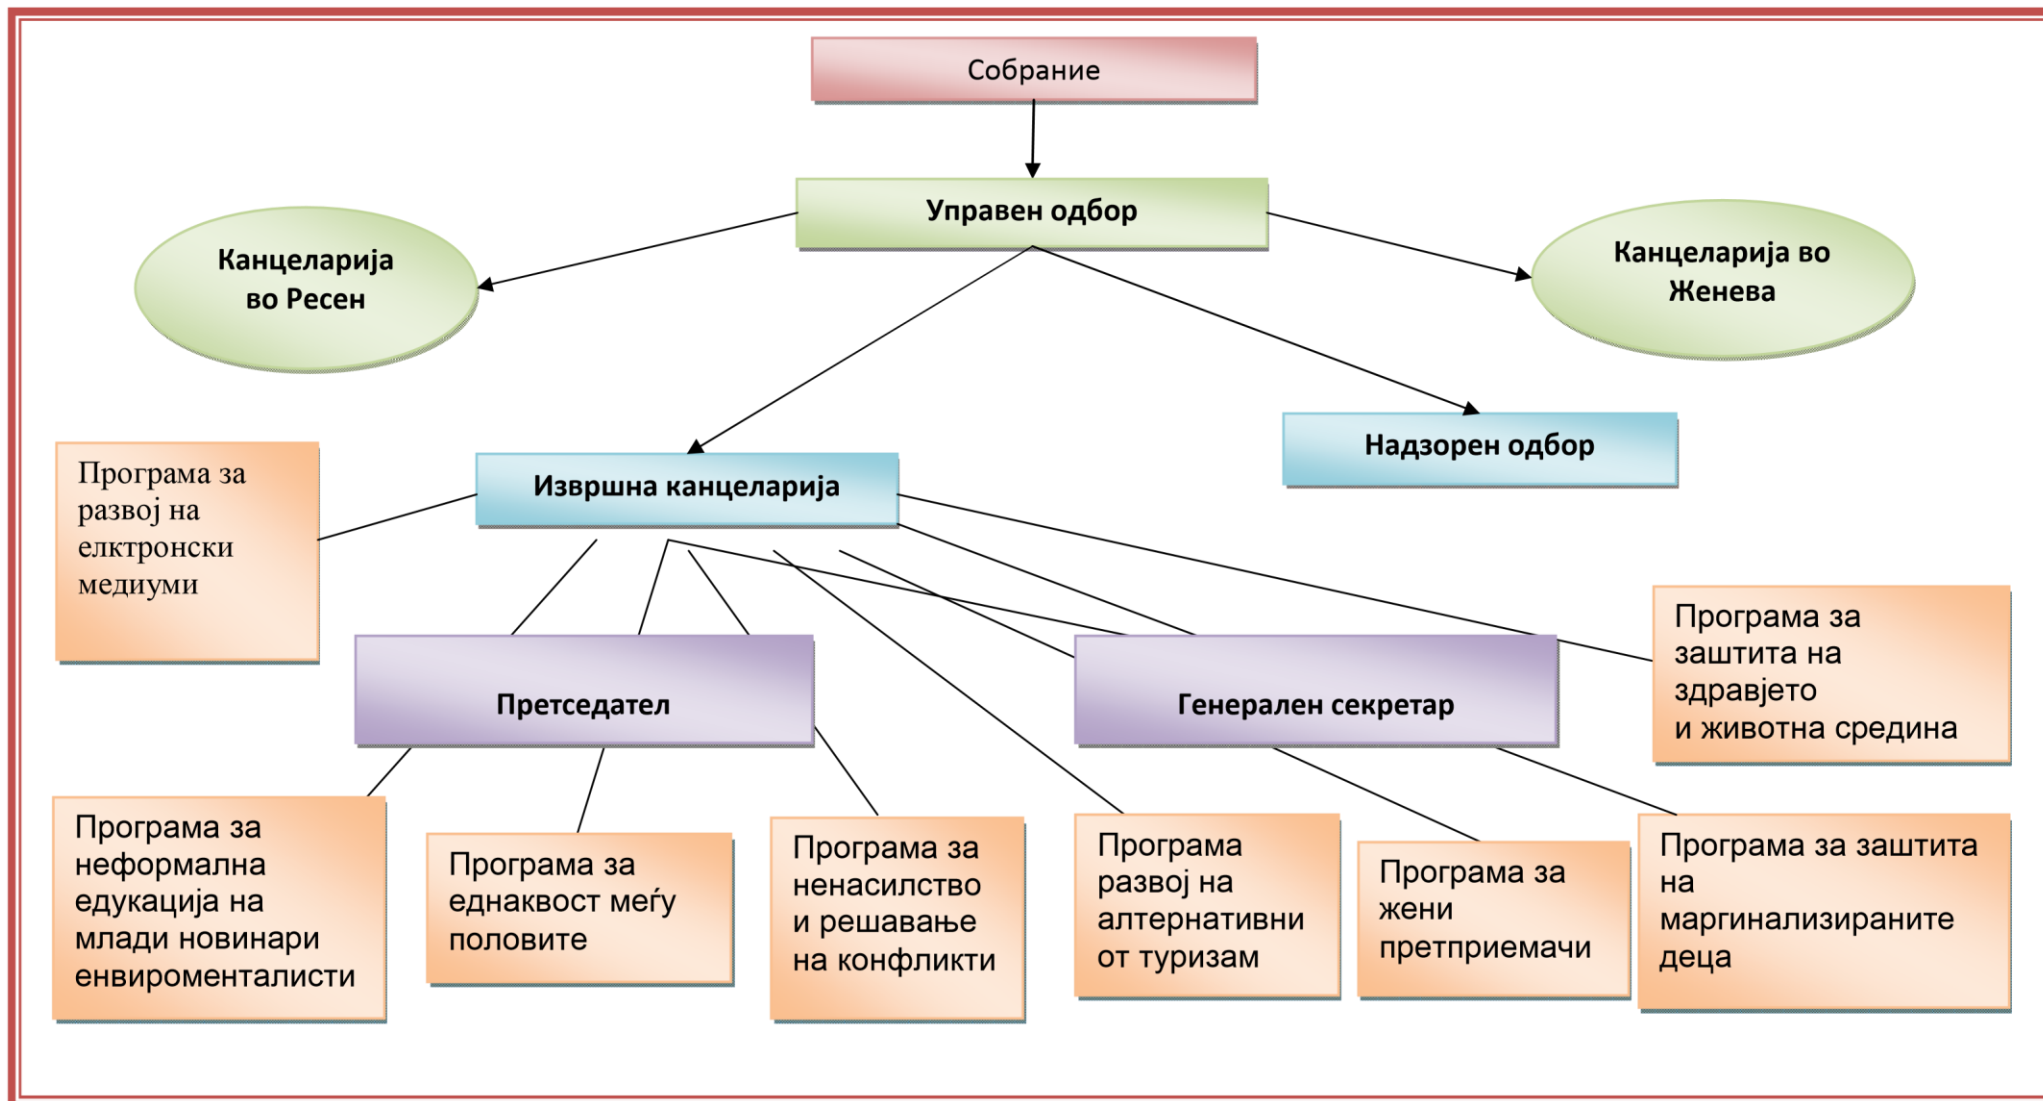 Собрание
Управен одбор
Канцеларија
во Ресен
Канцеларија во
Женева
Надзорен одбор
Извршна канцеларија
Програма за
развој на
елктронски
медиуми
Програма за
заштита на
здравјето
и животна средина
Претседател
Генерален секретар
Програма за
неформална
едукација на
млади новинари
енвироменталисти
Програма за
еднаквост меѓу
половите
Програма за
ненасилство
и решавање
на конфликти
Програма
развој на
алтернативни
от туризам
Програма за
жени
претприемачи
Програма за заштита
на
маргинализираните
деца